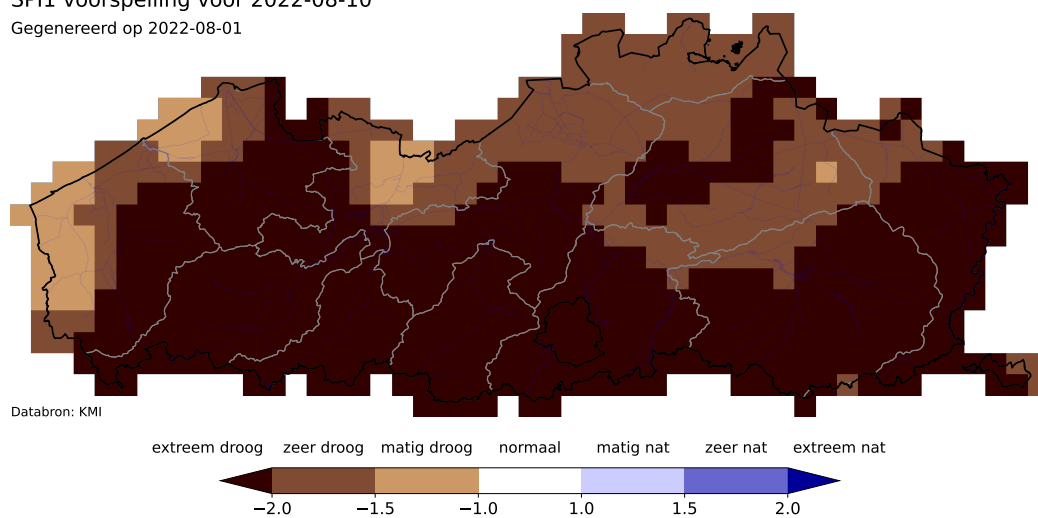 SPI1 voorspelling voor 2022-08-10
Gegenereerd op 2022-08-01
Databron: KMI
extreem droog zeer droog matig droog normaal matig nat zeer nat extreem nat
−2.0 −1.5 −1.0 1.0 1.5 2.0